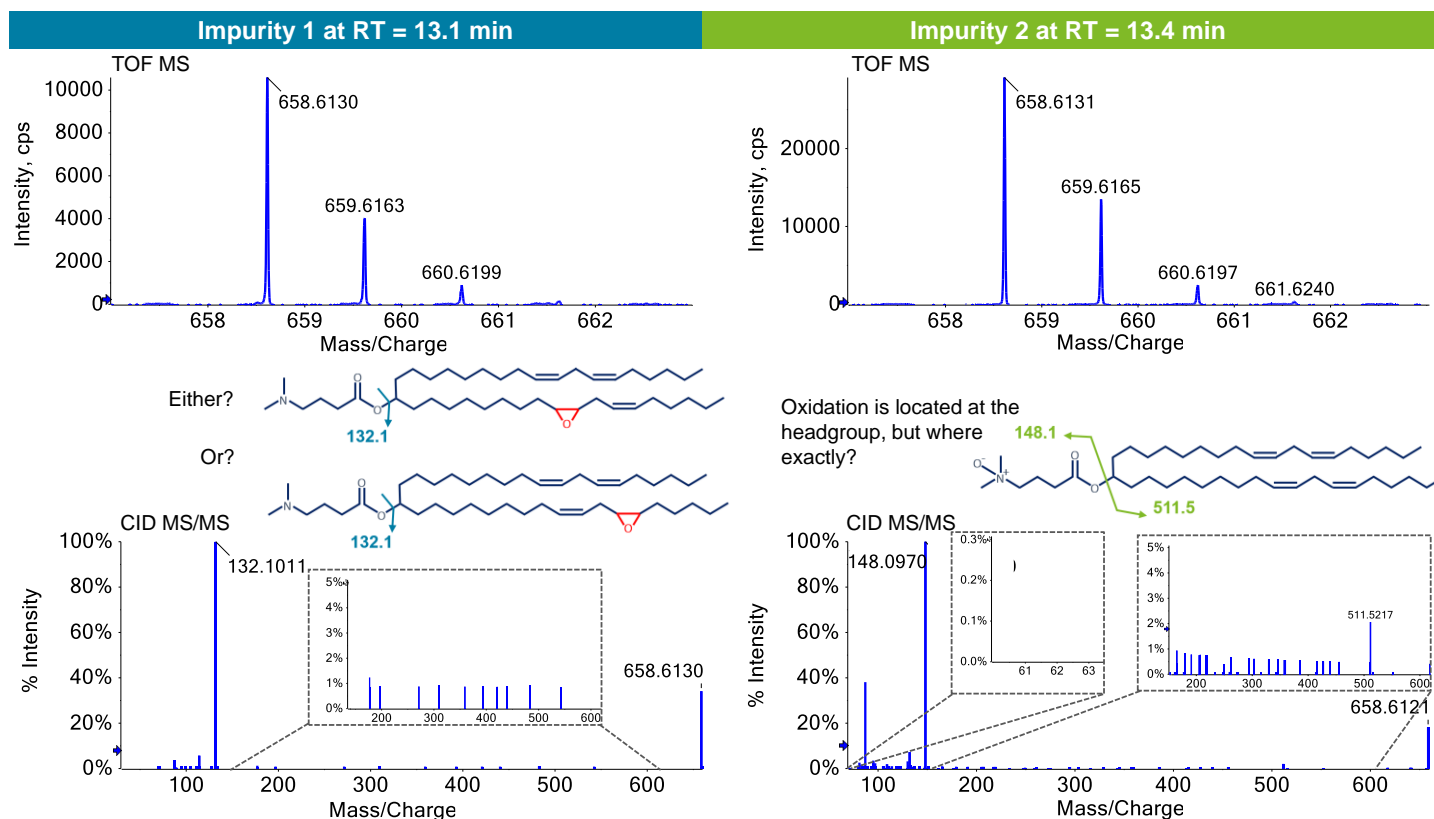 Impurity 1 at RT = 13.1 min
TOF MS
Intensity, cps
10000
8000
6000
4000
2000
0
658.6130
659.6163
660.6199
658
659
660
661
662
Mass/Charge
Either?
N
O
O
O
132.1
Or?
N
O
O
O
132.1
CID MS/MS
% Intensity
100%
80%
60%
40%
20%
0%
132.1011
658.6130
5%
4%
3%
2%
1%
0%
200
300
400
500
600
100
200
300
400
500
600
Mass/Charge
Impurity 2 at RT = 13.4 min
TOF MS
Intensity, cps
20000
10000
0
658.6131
659.6165
660.6197
661.6240
658
659
660
661
662
Mass/Charge
Oxidation is located at the
headgroup, but where
exactly?
148.1
O-
N+
O
O
511.5
CID MS/MS
% Intensity
100%
80%
60%
40%
20%
0%
148.0970
658.6121
0.3%
0.2%
0.1%
0.0%
61
62
63
5%
4%
3%
2%
1%
0%
511.5217
200
300
400
500
600
100
200
300
400
500
600
Mass/Charge